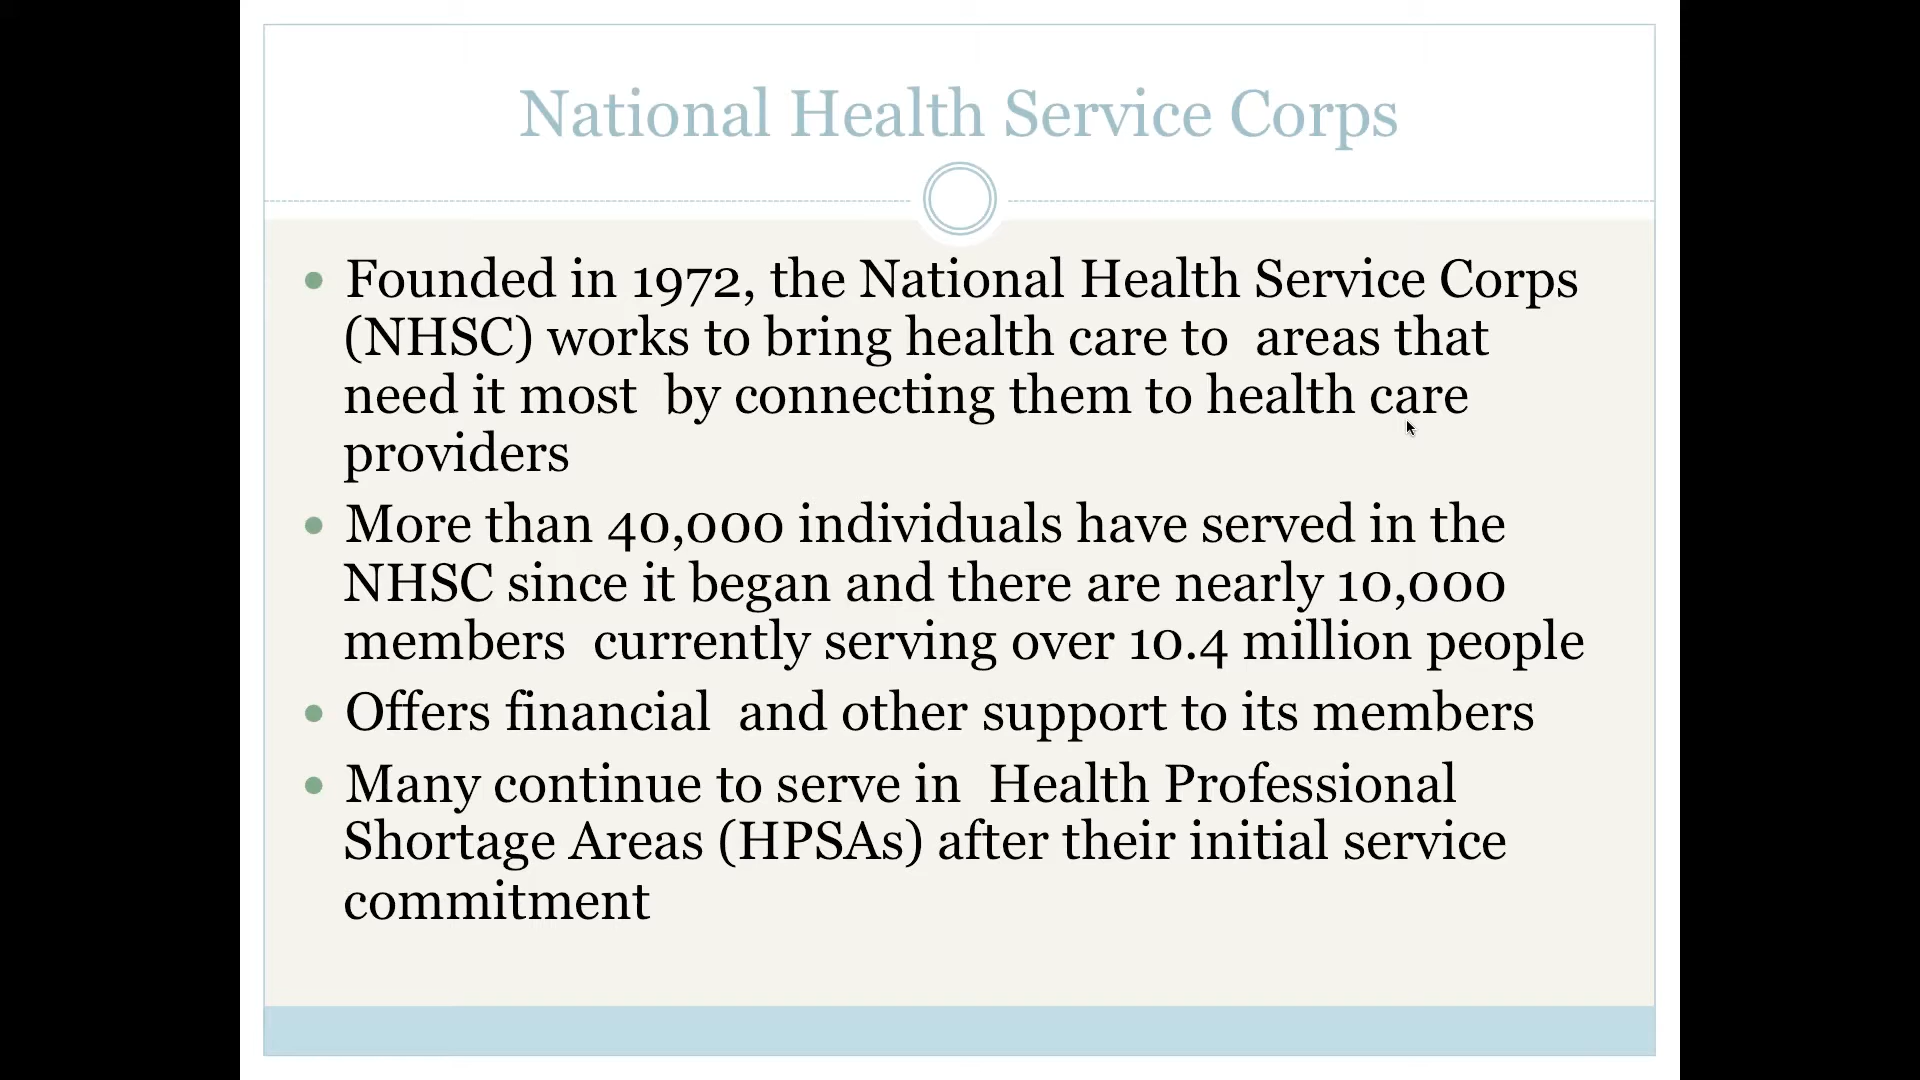 National Health Service Corps
• Founded in 1972, the National Health Service Corps
(NHSC) works to bring health care to  areas that
need it most  by connecting them to health care
providers
• More than 40,000 individuals have served in the
NHSC since it began and there are nearly 10,000
members  currently serving over 10.4 million people
• Offers financial  and other support to its members
• Many continue to serve in  Health Professional
Shortage Areas (HPSAs) after their initial service
commitment